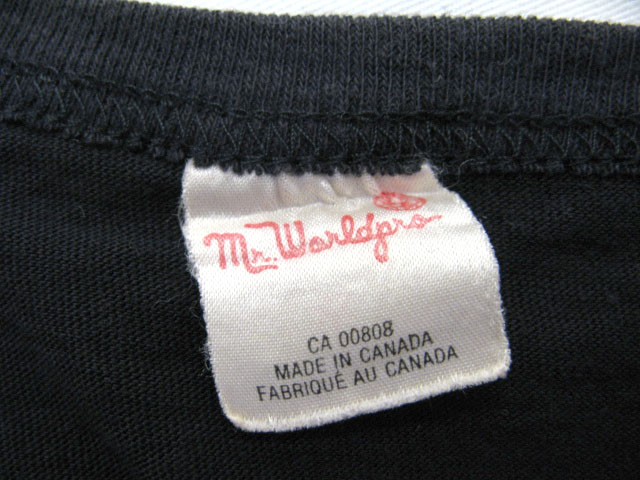 Mr. Worldpro
CA 00808
MADE IN CANADA
FABRIQUÉ AU CANADA